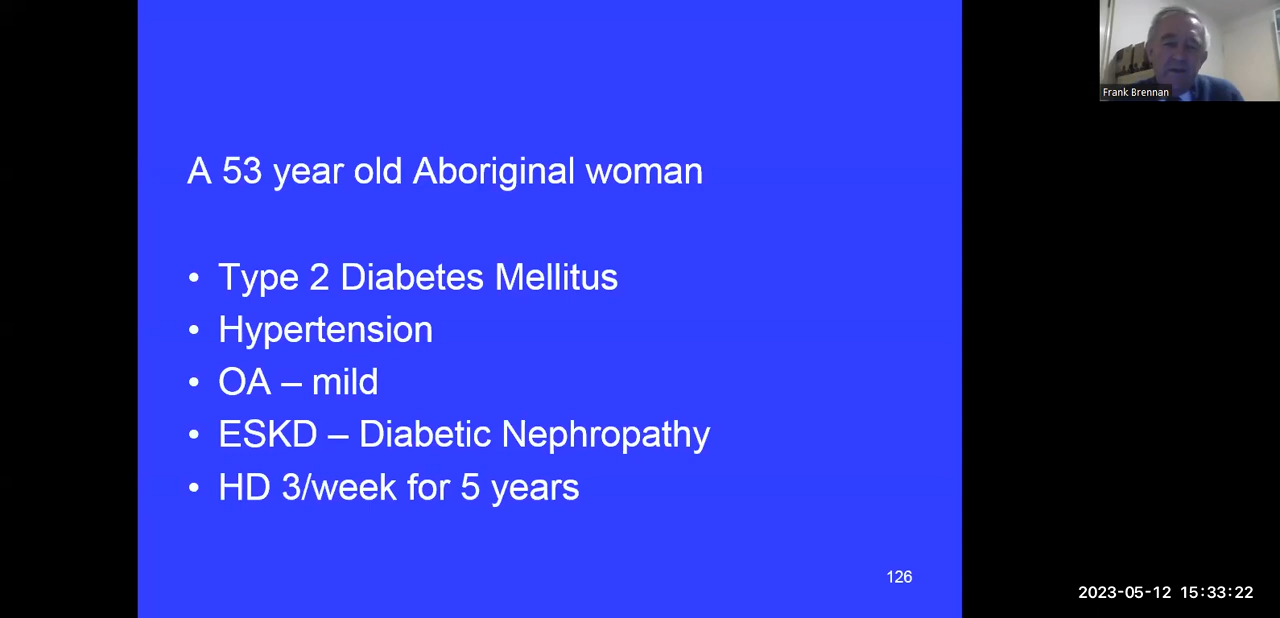 Frank Brennan
A 53 year old Aboriginal woman
• Type 2 Diabetes Mellitus
• Hypertension
• OA – mild
• ESKD – Diabetic Nephropathy
• HD 3/week for 5 years
126
2023-05-12 15:33:22